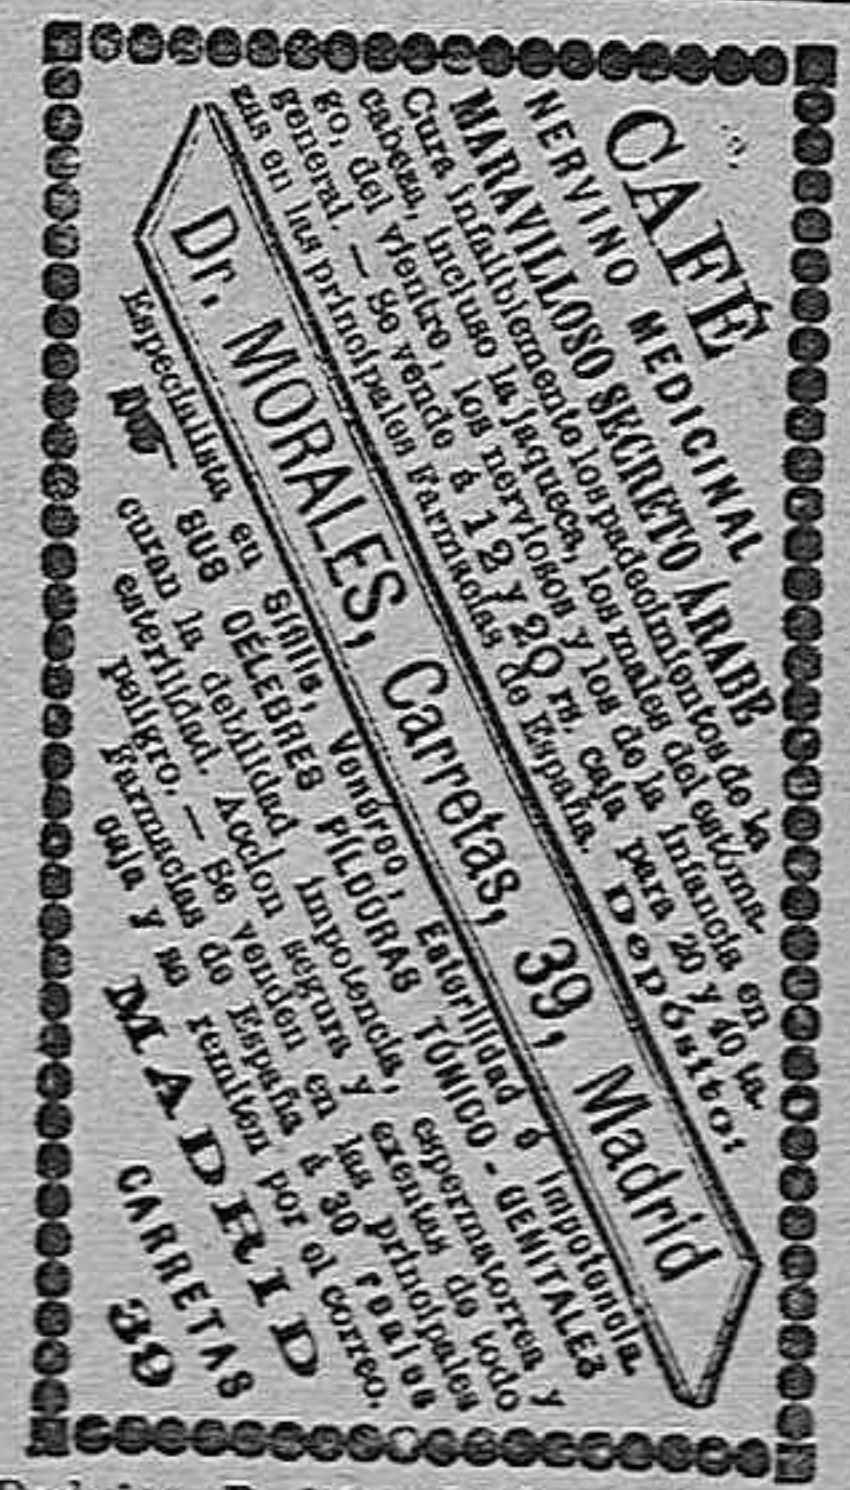 CAFÉ
NERVINO MEDICINAL
MARAVILLOSO SECRETO ÁRABE
Cura infaliblemente los padecimientos de la
cabeza, incluso la jaqueca, los males del estóma-
go, del vientre, los nerviosos y los de la infancia en
general. — Se vende á 12 y 20 rs. caja para 20 y 40 ta-
zas en las principales Farmacias de España. Depósito:
Dr. MORALES, Carretas, 39, Madrid
Especialista en Sífilis, Venéreo, Esterilidad é Impotencia.
SUS CÉLEBRES PÍLDORAS TÓNICO-GENITALES
curan la debilidad, impotencia, espermatorrea y
esterilidad. Accion segura y exentas de todo
peligro. — Se venden en las principales
Farmacias de España á 30 reales
caja y se remiten por el correo.
MADRID
CARRETAS
39